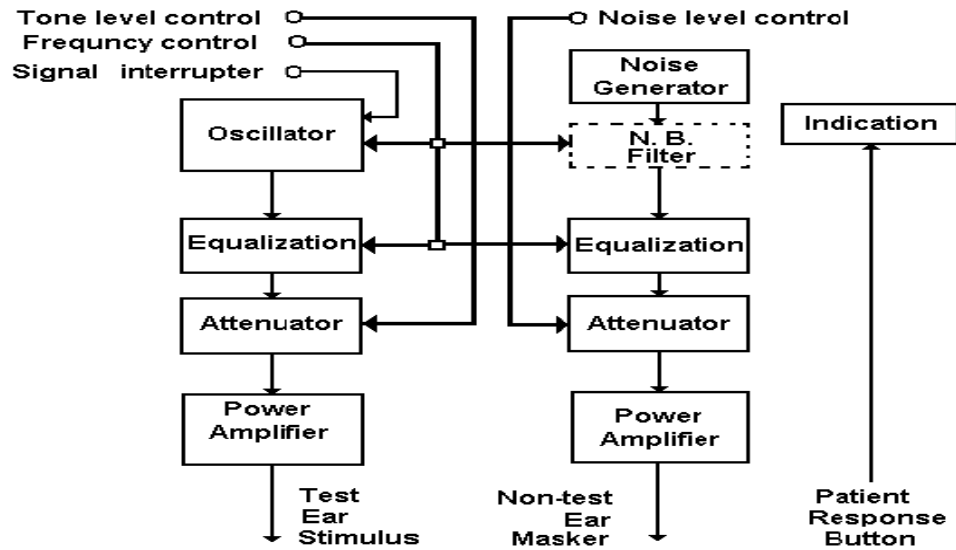 Tone level control
Frequncy control
Signal interrupter
Noise level control
Noise
Generator
Oscillator
N. B.
Filter
Indication
Equalization
Equalization
Attenuator
Attenuator
Power
Amplifier
Power
Amplifier
Test
Ear
Stimulus
Non-test
Ear
Masker
Patient
Response
Button